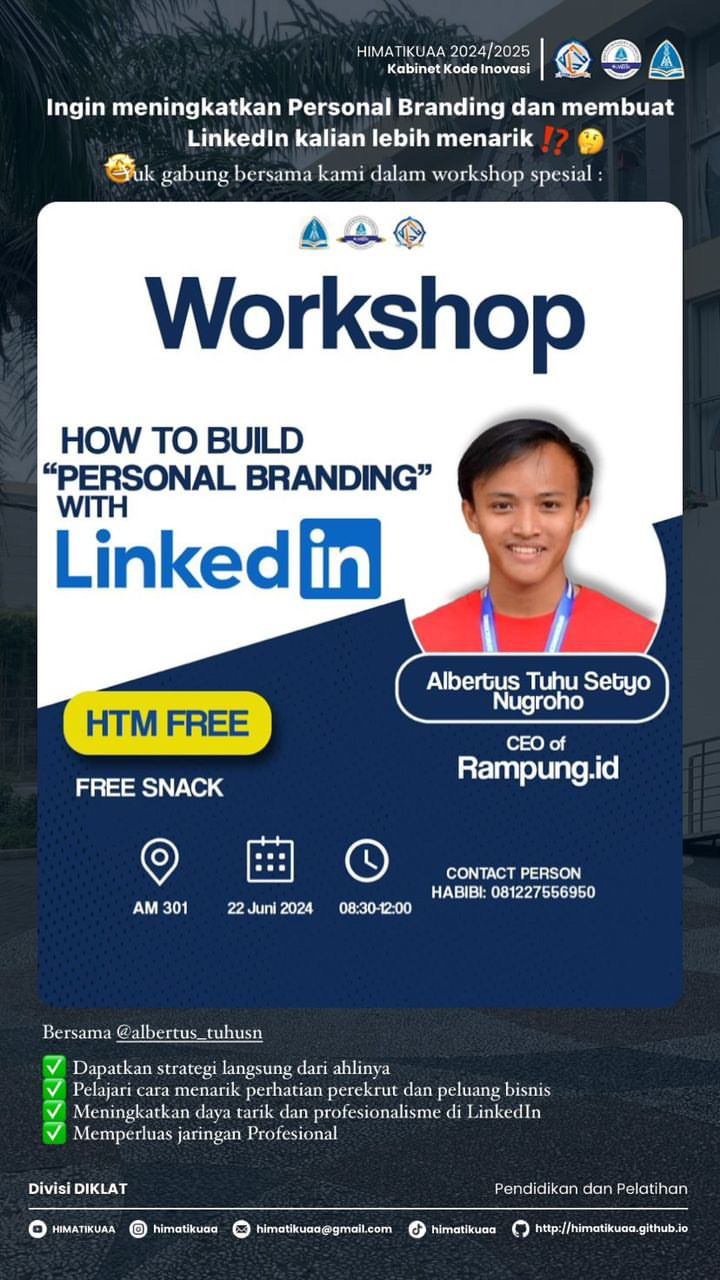 HIMATIKUAA 2024/2025
Kabinet Kode Inovasi
Ingin meningkatkan Personal Branding dan membuat
LinkedIn kalian lebih menarik ⁉️ 🤔
Yuk gabung bersama kami dalam workshop spesial :
Workshop
HOW TO BUILD
“PERSONAL BRANDING”
WITH
Linked in
Albertus Tuhu Setyo
Nugroho
CEO of
Rampung.id
HTM FREE
FREE SNACK
AM 301
22 Juni 2024
08:30-12:00
CONTACT PERSON
HABIBI: 081227556950
Bersama @albertus_tuhusn
✅ Dapatkan strategi langsung dari ahlinya
✅ Pelajari cara menarik perhatian perekrut dan peluang bisnis
✅ Meningkatkan daya tarik dan profesionalisme di LinkedIn
✅ Memperluas jaringan Profesional
Divisi DIKLAT
Pendidikan dan Pelatihan
HIMATIKUAA
himatikuaa
himatikuaa@gmail.com
himatikuaa
http://himatikuaa.github.io